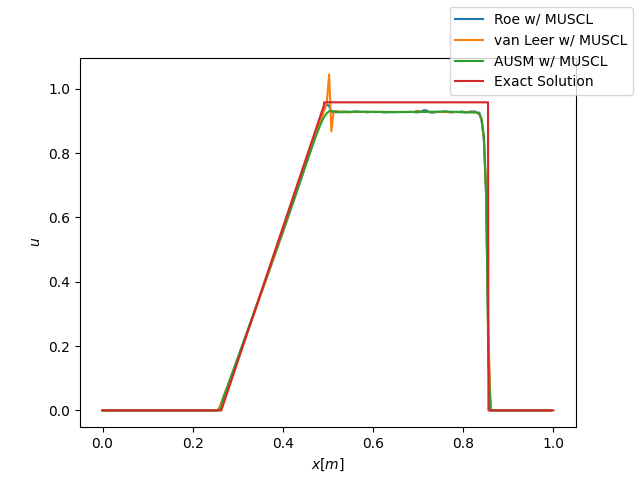 Roe w/ MUSCL
van Leer w/ MUSCL
AUSM w/ MUSCL
Exact Solution
1.0
0.8
0.6
0.4
0.2
0.0
u
0.0 0.2 0.4 0.6 0.8 1.0
x[m]